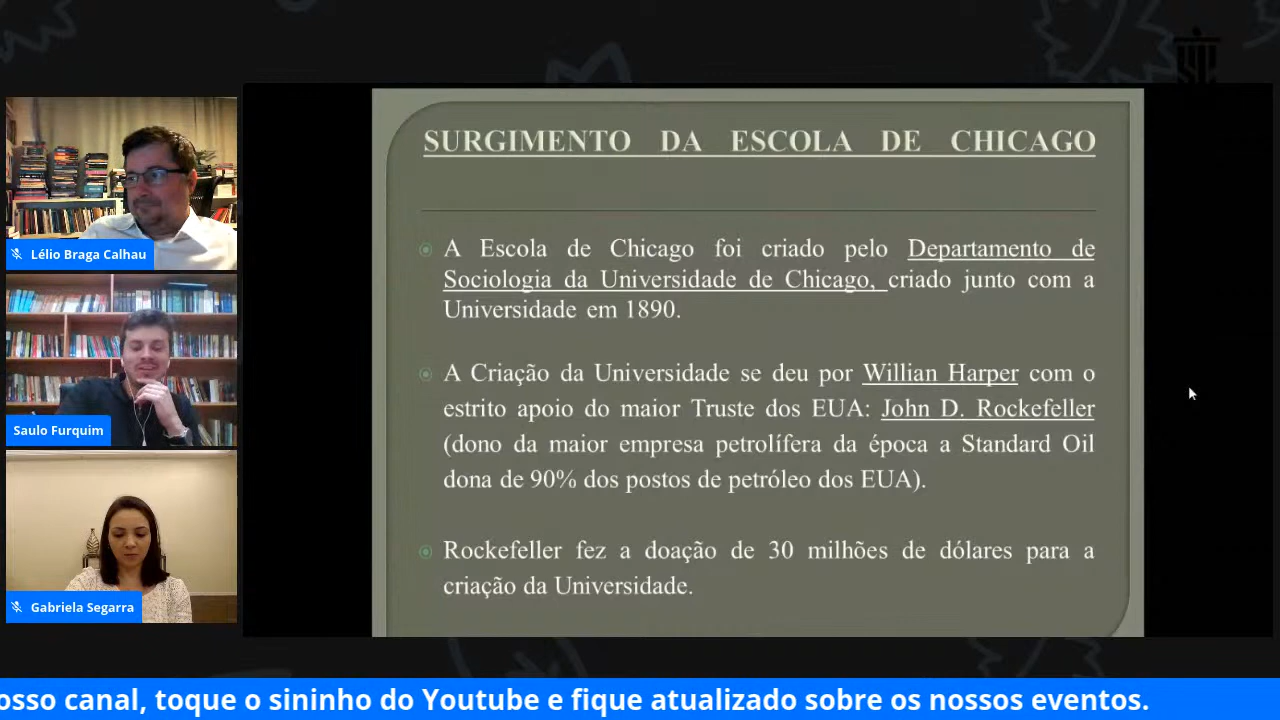 SURGIMENTO DA ESCOLA DE CHICAGO
A Escola de Chicago foi criado pelo Departamento de
Sociologia da Universidade de Chicago, criado junto com a
Universidade em 1890.
A Criação da Universidade se deu por Willian Harper com o
estrito apoio do maior Truste dos EUA: John D. Rockefeller
(dono da maior empresa petrolífera da época a Standard Oil
dona de 90% dos postos de petróleo dos EUA).
Rockefeller fez a doação de 30 milhões de dólares para a
criação da Universidade.
Lélio Braga Calhau
Saulo Furquim
Gabriela Segarra
osso canal, toque o sininho do Youtube e fique atualizado sobre os nossos eventos.